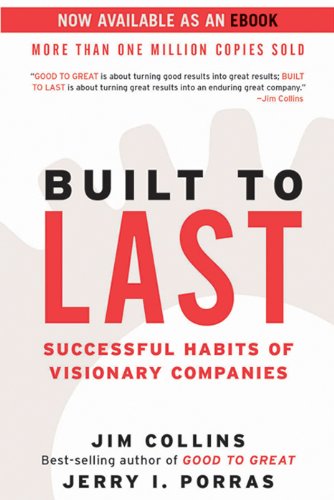 NOW AVAILABLE AS AN EBOOK
MORE THAN ONE MILLION COPIES SOLD
"GOOD TO GREAT is about turning good results into great results; BUILT
TO LAST is about turning great results into an enduring great company."
—Jim Collins
BUILT TO
LAST
SUCCESSFUL HABITS OF
VISIONARY COMPANIES
JIM COLLINS
Best-selling author of GOOD TO GREAT
JERRY I. PORRAS